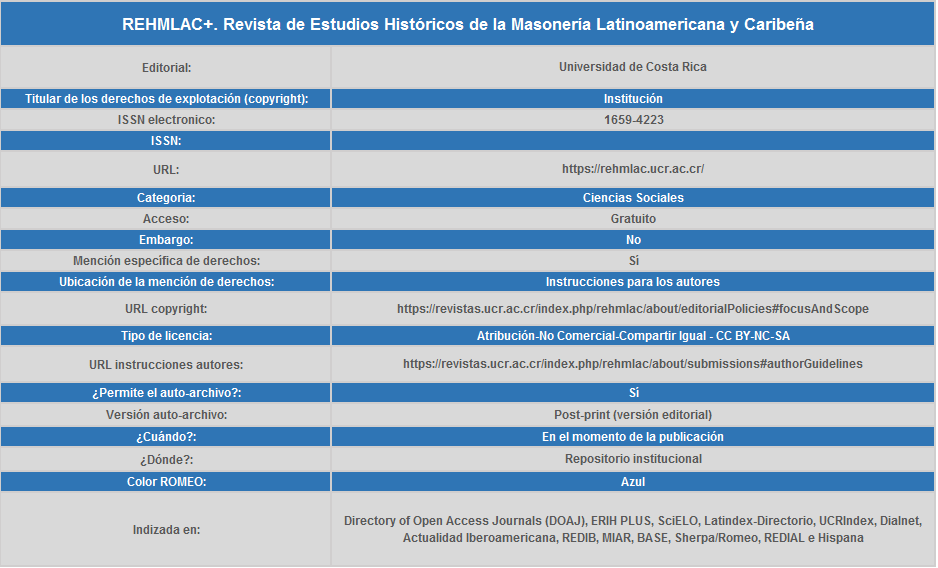 REHMLAC+. Revista de Estudios Históricos de la Masonería Latinoamericana y Caribeña
Editorial: Universidad de Costa Rica
Titular de los derechos de explotación (copyright): Institución
ISSN electronico: 1659-4223
ISSN:
URL: https://rehmlac.ucr.ac.cr/
Categoria: Ciencias Sociales
Acceso: Gratuito
Embargo: No
Mención específica de derechos: Sí
Ubicación de la mención de derechos: Instrucciones para los autores
URL copyright: https://revistas.ucr.ac.cr/index.php/rehmlac/about/editorialPolicies#focusAndScope
Tipo de licencia: Atribución-No Comercial-Compartir Igual - CC BY-NC-SA
URL instrucciones autores: https://revistas.ucr.ac.cr/index.php/rehmlac/about/submissions#authorGuidelines
¿Permite el auto-archivo?: Sí
Versión auto-archivo: Post-print (versión editorial)
¿Cuándo?: En el momento de la publicación
¿Dónde?: Repositorio institucional
Color ROMEO: Azul
Indizada en: Directory of Open Access Journals (DOAJ), ERIH PLUS, SciELO, Latindex-Directorio, UCRIndex, Dialnet,
Actualidad Iberoamericana, REDIB, MIAR, BASE, Sherpa/Romeo, REDIAL e Hispana